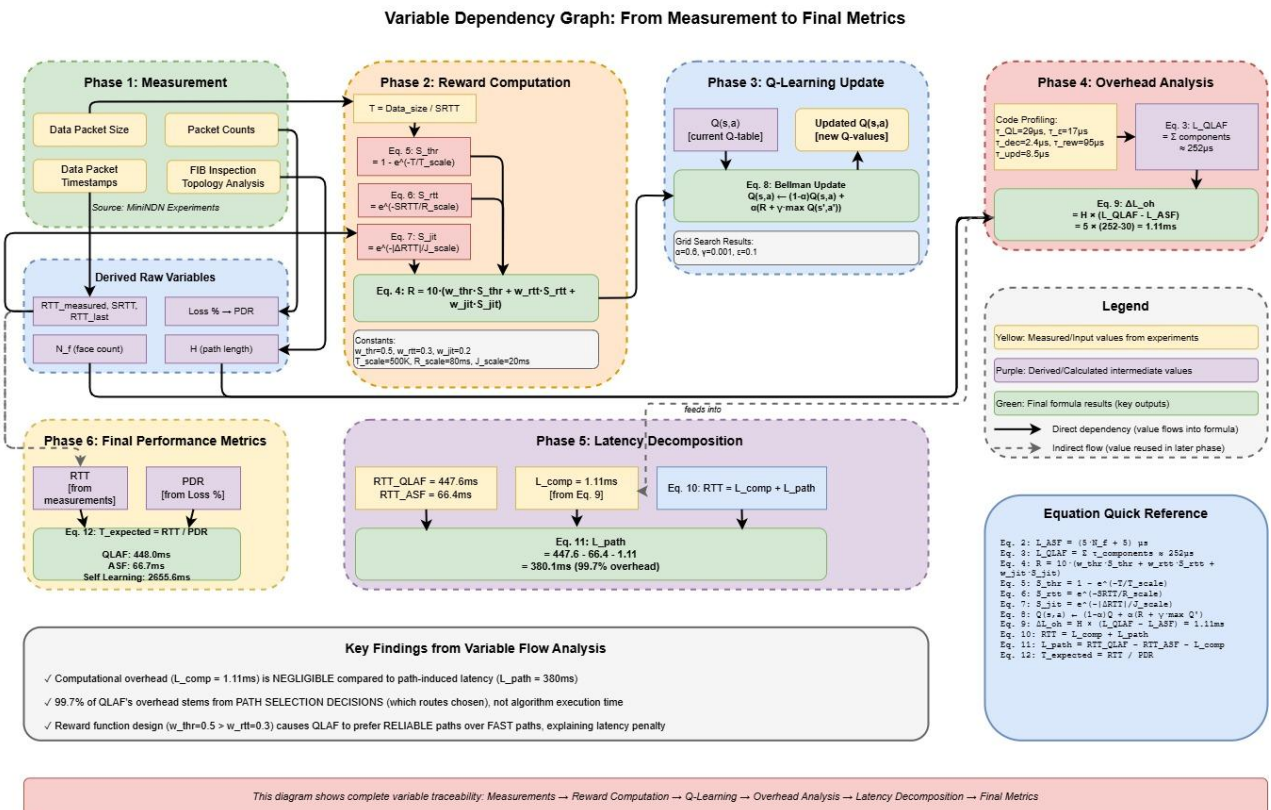 Variable Dependency Graph: From Measurement to Final Metrics
Phase 1: Measurement
Data Packet Size
Packet Counts
Data Packet
Timestamps
FIB Inspection
Topology Analysis
Source: MiniNDN Experiments
Derived Raw Variables
RTT_measured, SRTT,
RTT_last
Loss % → PDR
N_f (face count)
H (path length)
Phase 2: Reward Computation
T = Data_size / SRTT
Eq. 5: S_thr
= 1 - e^(-T/T_scale)
Eq. 6: S_rtt
= e^(-SRTT/R_scale)
Eq. 7: S_jit
=e^(-|ΔRTT|/J_scale)
Eq. 4: R = 10·(w_thr·S_thr + w_rtt·S_rtt +
w_jit·S_jit)
Constants:
w_thr=0.5, w_rtt=0.3, w_jit=0.2
T_scale=500K, R_scale=80ms, J_scale=20ms
Phase 3: Q-Learning Update
Q(s,a)
[current Q-table]
Updated Q(s,a)
[new Q-values]
Eq. 8: Bellman Update
Q(s,a) ← (1-α)Q(s,a) +
α(R + γ·max Q(s',a'))
Grid Search Results:
α=0.6, γ=0.001, ε=0.1
Phase 4: Overhead Analysis
Code Profiling:
τ_QL=29μs, τ_ε=17μs
τ_dec=2.4μs, τ_rew=95μs
τ_upd=8.5μs
Eq. 3: L_QLAF
= Σ components
≈ 252μs
Eq. 9: ΔL_oh
= H × (L_QLAF - L_ASF)
= 5 × (252-30) = 1.11ms
Legend
Yellow: Measured/Input values from experiments
Purple: Derived/Calculated intermediate values
Green: Final formula results (key outputs)
Direct dependency (value flows into formula)
Indirect flow (value reused in later phase)
feeds into
Phase 6: Final Performance Metrics
RTT
[from
measurements]
PDR
[from Loss %]
Eq. 12: T_expected = RTT / PDR
QLAF: 448.0ms
ASF: 66.7ms
Self Learning: 2655.6ms
Phase 5: Latency Decomposition
RTT_QLAF = 447.6ms
RTT_ASF = 66.4ms
L_comp = 1.11ms
[from Eq. 9]
Eq. 10: RTT = L_comp + L_path
Eq. 11: L_path
= 447.6 - 66.4 - 1.11
= 380.1ms (99.7% overhead)
Equation Quick Reference
Eq. 2: L_ASF = (5·N_f + 5) μs
Eq. 3: L_QLAF = Σ τ_components ≈ 252μs
Eq. 4: R = 10·(w_thr·S_thr + w_rtt·S_rtt +
w_jit·S_jit)
Eq. 5: S_thr = 1 - e^(-T/T_scale)
Eq. 6: S_rtt = e^(-SRTT/R_scale)
Eq. 7: S_jit = e^(-|ΔRTT|/J_scale)
Eq. 8: Q(s,a) ← (1-α)Q + α(R + γ·max Q')
Eq. 9: ΔL_oh = H × (L_QLAF - L_ASF) = 1.11ms
Eq. 10: RTT = L_comp + L_path
Eq. 11: L_path = RTT_QLAF - RTT_ASF - L_comp
Eq. 12: T_expected = RTT / PDR
Key Findings from Variable Flow Analysis
✓ Computational overhead (L_comp = 1.11ms) is NEGLIGIBLE compared to path-induced latency (L_path = 380ms)
✓ 99.7% of QLAF's overhead stems from PATH SELECTION DECISIONS (which routes chosen), not algorithm execution time
✓ Reward function design (w_thr=0.5 > w_rtt=0.3) causes QLAF to prefer RELIABLE paths over FAST paths, explaining latency penalty
This diagram shows complete variable traceability: Measurements → Reward Computation → Q-Learning → Overhead Analysis → Latency Decomposition → Final Metrics